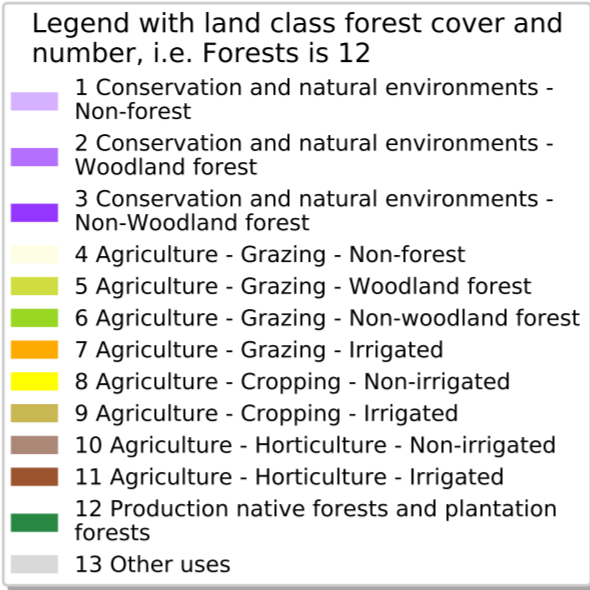 Legend with land class forest cover and
number, i.e. Forests is 12
1 Conservation and natural environments -
Non-forest
2 Conservation and natural environments -
Woodland forest
3 Conservation and natural environments -
Non-Woodland forest
4 Agriculture - Grazing - Non-forest
5 Agriculture - Grazing - Woodland forest
6 Agriculture - Grazing - Non-woodland forest
7 Agriculture - Grazing - Irrigated
8 Agriculture - Cropping - Non-irrigated
9 Agriculture - Cropping - Irrigated
10 Agriculture - Horticulture - Non-irrigated
11 Agriculture - Horticulture - Irrigated
12 Production native forests and plantation
forests
13 Other uses